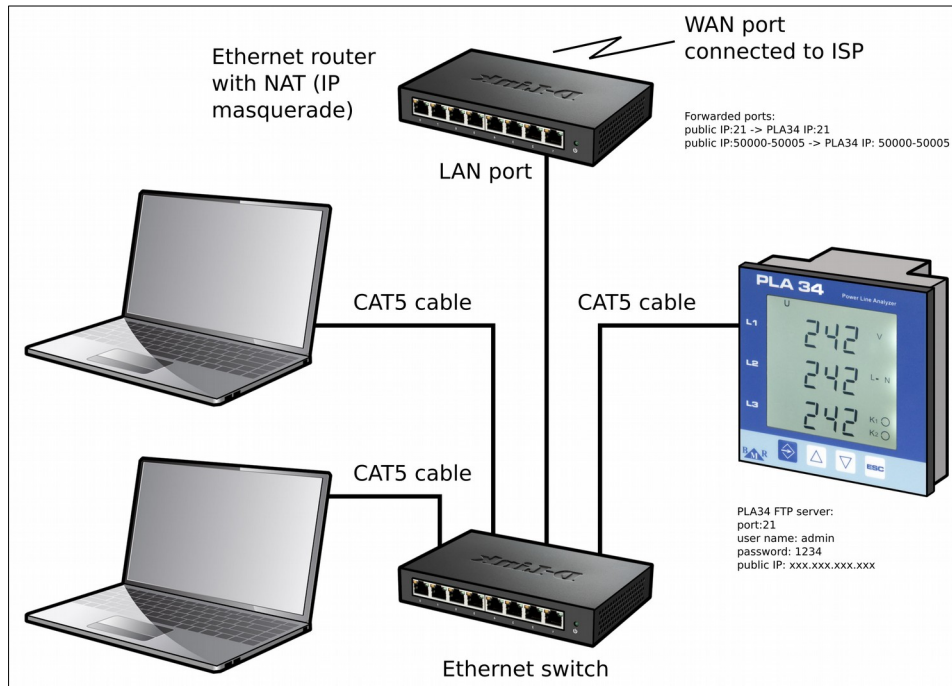 WAN port
connected to ISP
Ethernet router
with NAT (IP
masquerade)
D-Link
Forwarded ports:
public IP:21 -> PLA34 IP:21
public IP:50000-50005 -> PLA34 IP: 50000-50005
LAN port
CAT5 cable
CAT5 cable
PLA 34
Power Line Analyzer
U
L1
242
V
L2
242
L- N
L3
242
K1
K2
BMR
ESC
CAT5 cable
PLA34 FTP server:
port:21
user name: admin
password: 1234
public IP: xxx.xxx.xxx.xxx
D-Link
Ethernet switch